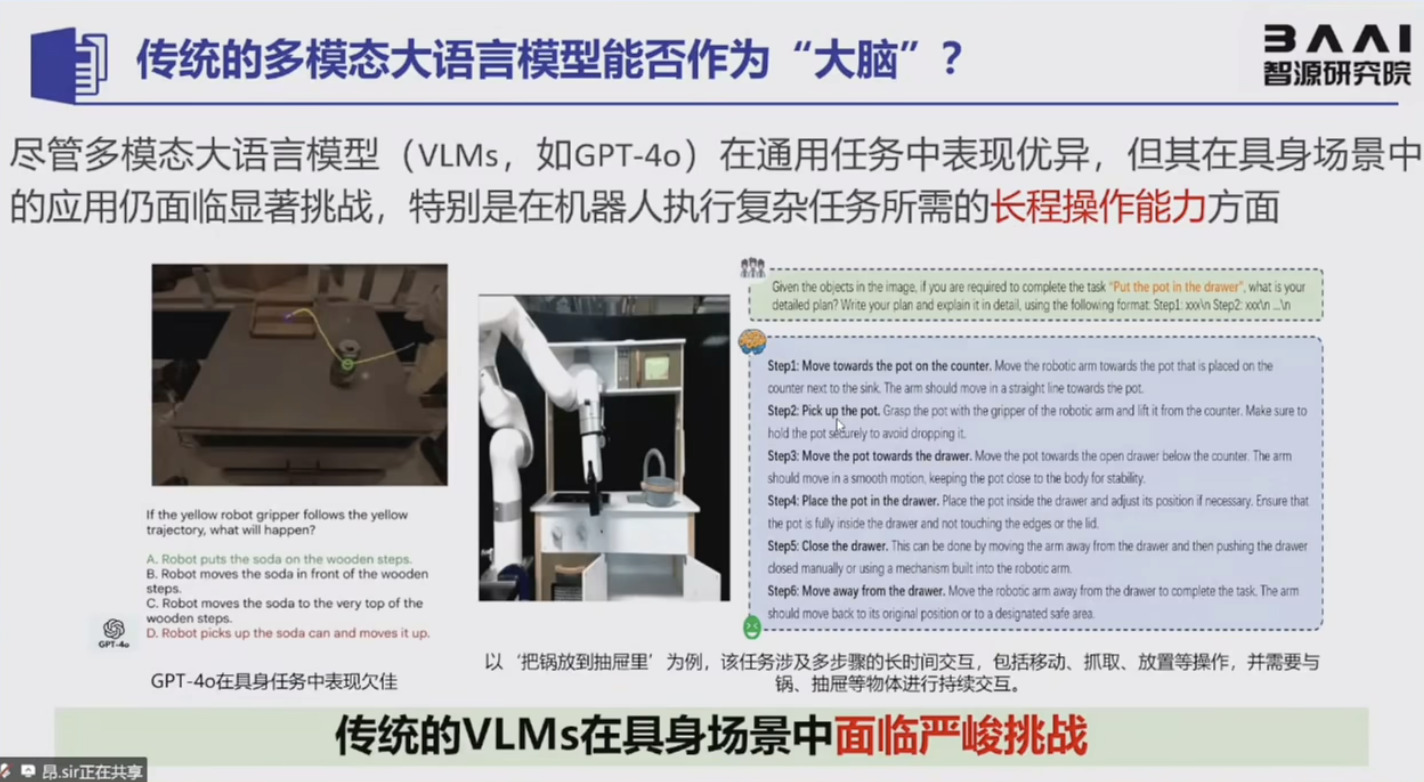 传统的多模态大语言模型能否作为“大脑”？
BAAI
智源研究院
尽管多模态大语言模型（VLMs，如GPT-4o）在通用任务中表现优异，但其在具身场景中
的应用仍面临显著挑战，特别是在机器人执行复杂任务所需的长程操作能力方面
If the yellow robot gripper follows the yellow
trajectory, what will happen?
A. Robot puts the soda on the wooden steps.
B. Robot moves the soda in front of the wooden
steps.
C. Robot moves the soda to the very top of the
wooden steps.
D. Robot picks up the soda can and moves it up.
GPT-4o
GPT-4o在具身任务中表现欠佳
Given the objects in the image, if you are required to complete the task “Put the pot in the drawer”, what is your
detailed plan? Write your plan and explain it in detail, using the following format: Step1: xxx\n Step2: xxx\n ...\n
Step1: Move towards the pot on the counter. Move the robotic arm towards the pot that is placed on the
counter next to the sink. The arm should move in a straight line towards the pot.
Step2: Pick up the pot. Grasp the pot with the gripper of the robotic arm and lift it from the counter. Make sure to
hold the pot securely to avoid dropping it.
Step3: Move the pot towards the drawer. Move the pot towards the open drawer below the counter. The arm
should move in a smooth motion, keeping the pot close to the body for stability.
Step4: Place the pot in the drawer. Place the pot inside the drawer and adjust its position if necessary. Ensure that
the pot is fully inside the drawer and not touching the edges or the lid.
Step5: Close the drawer. This can be done by moving the arm away from the drawer and then pushing the drawer
closed manually or using a mechanism built into the robotic arm.
Step6: Move away from the drawer. Move the robotic arm away from the drawer to complete the task. The arm
should move back to its original position or to a designated safe area.
以‘把锅放到抽屉里’为例，该任务涉及多步骤的长时间交互，包括移动、抓取、放置等操作，并需要与
锅、抽屉等物体进行持续交互。
传统的VLMs在具身场景中面临严峻挑战
昂.sir正在共享